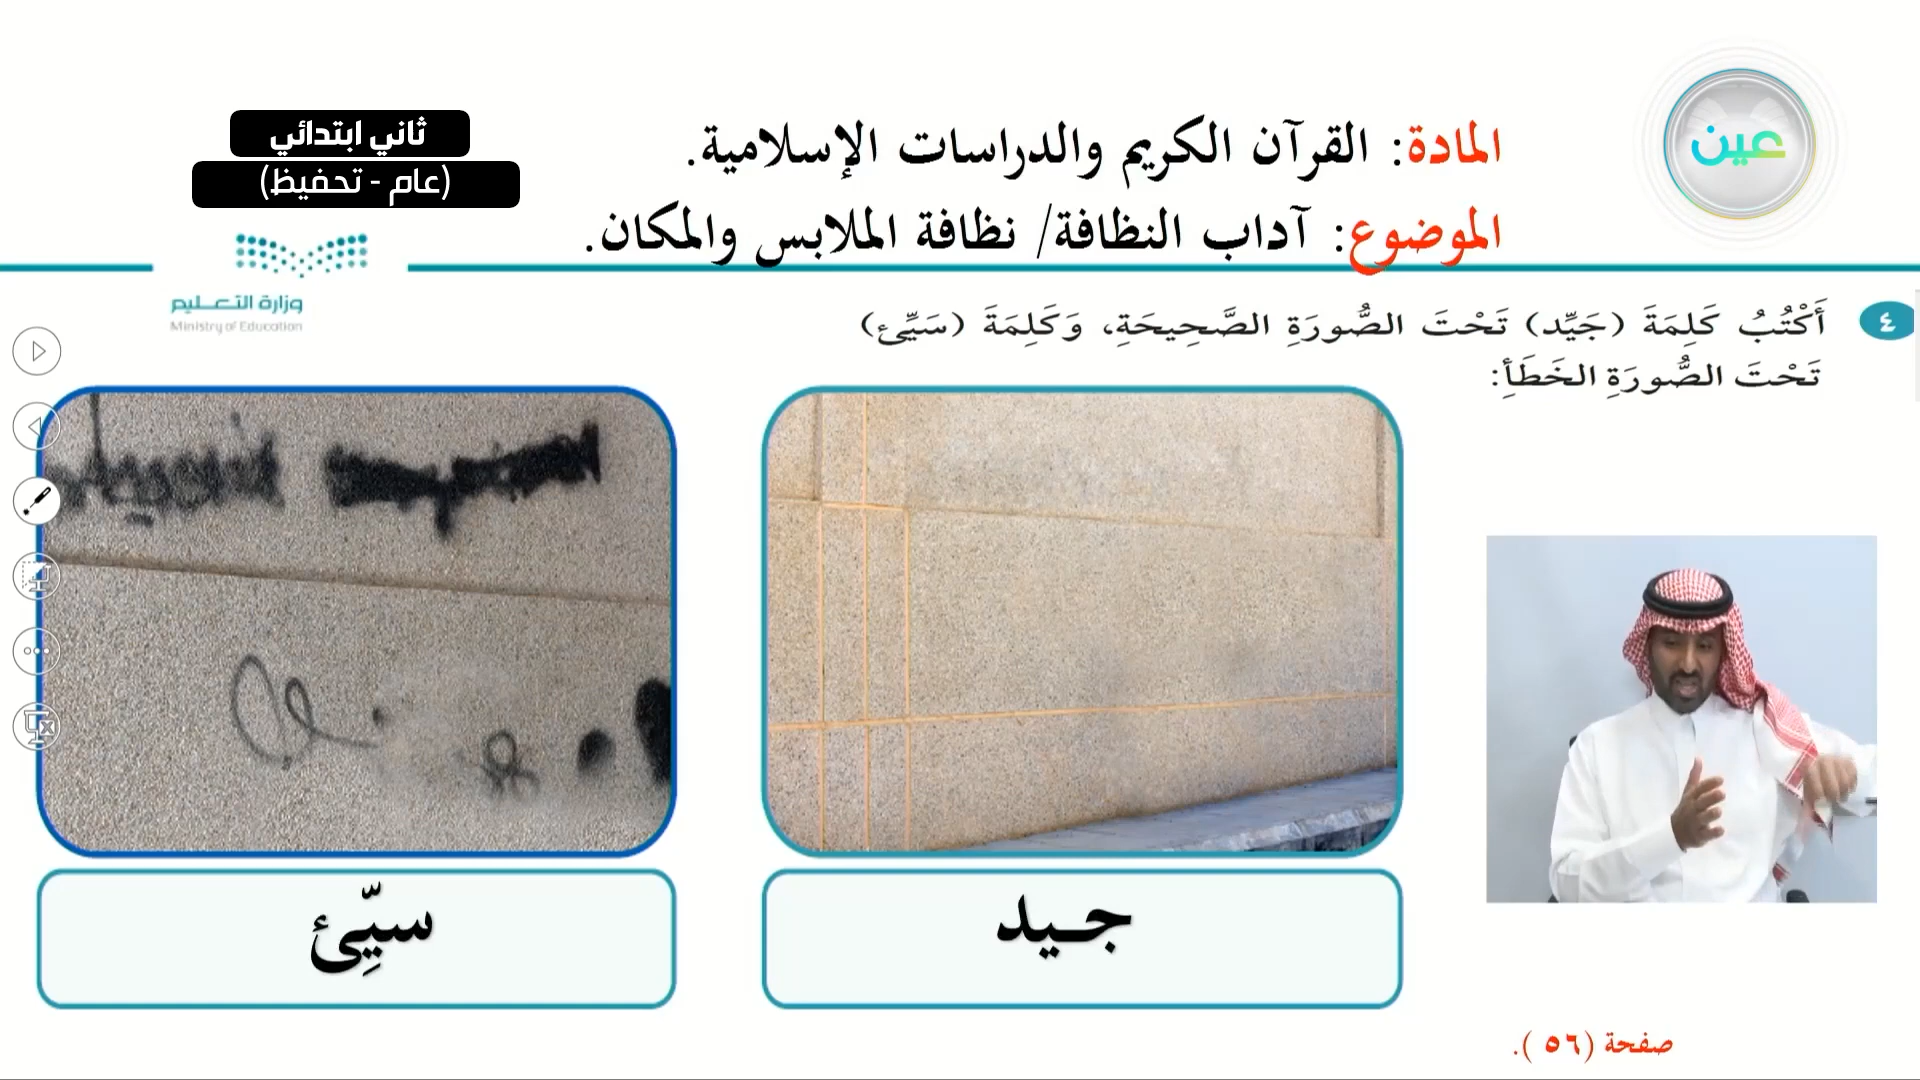 عين
المادة: القرآن الكريم والدراسات الإسلامية.
الموضوع: آداب النظافة/ نظافة الملابس والمكان.
ثاني ابتدائي
(عام - تحفيظ)
وزارة التعليم
Ministry of Education
٤ أَكْتُبُ كَلِمَةَ (جَيِّد) تَحْتَ الصُّورَةِ الصَّحِيحَةِ، وَكَلِمَةَ (سَيِّئ)
تَحْتَ الصُّورَةِ الخَطَأِ:
جـيـد
سيِّئ
صفحة (٥٦ ).